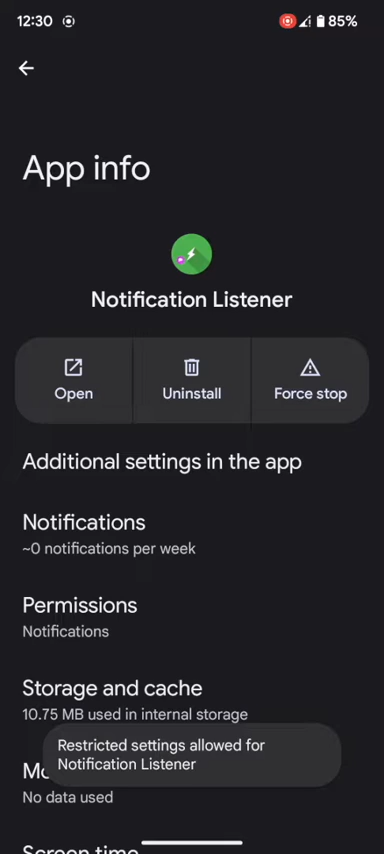 12:30 85%
App info
Notification Listener
Open Uninstall Force stop
Additional settings in the app
Notifications
~0 notifications per week
Permissions
Notifications
Storage and cache
10.75 MB used in internal storage
Restricted settings allowed for
Notification Listener
No data used
Screen time